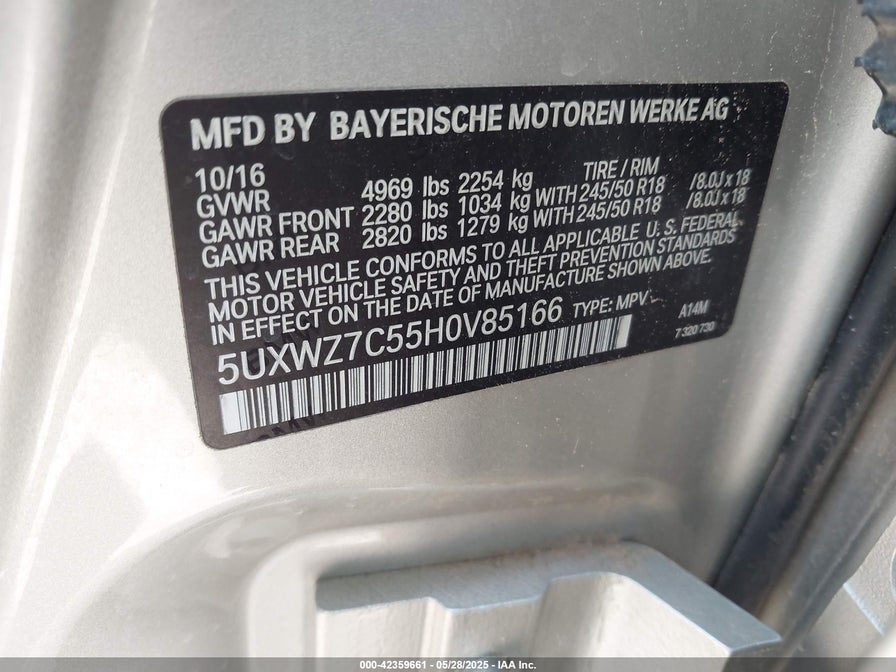 MFD BY BAYERISCHE MOTOREN WERKE AG
10/16 TIRE / RIM
GVWR 4969 lbs 2254 kg
GAWR FRONT 2280 lbs 1034 kg WITH 245/50 R18 /8.0J x 18
GAWR REAR 2820 lbs 1279 kg WITH 245/50 R18 /8.0J x 18
THIS VEHICLE CONFORMS TO ALL APPLICABLE U.S. FEDERAL
MOTOR VEHICLE SAFETY AND THEFT PREVENTION STANDARDS
IN EFFECT ON THE DATE OF MANUFACTURE SHOWN ABOVE.
5UXWZ7C55H0V85166 TYPE: MPV A14M
7 320 730
000-42359661 - 05/28/2025 - IAA Inc.